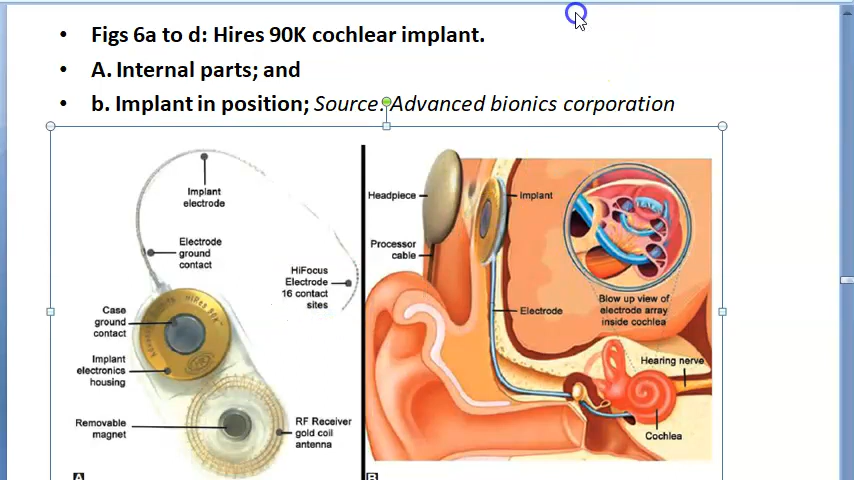 • Figs 6a to d: Hires 90K cochlear implant.
• A. Internal parts; and
• b. Implant in position; Source: Advanced bionics corporation
Implant
electrode
Electrode
ground
contact
HiFocus
Electrode
16 contact
sites
Case
ground
contact
HiRes 90K
Implant
electronics
housing
Removable
magnet
RF Receiver
gold coil
antenna
A
Headpiece
Implant
Processor
cable
Blow up view of
electrode array
inside cochlea
Electrode
Hearing nerve
Cochlea
B